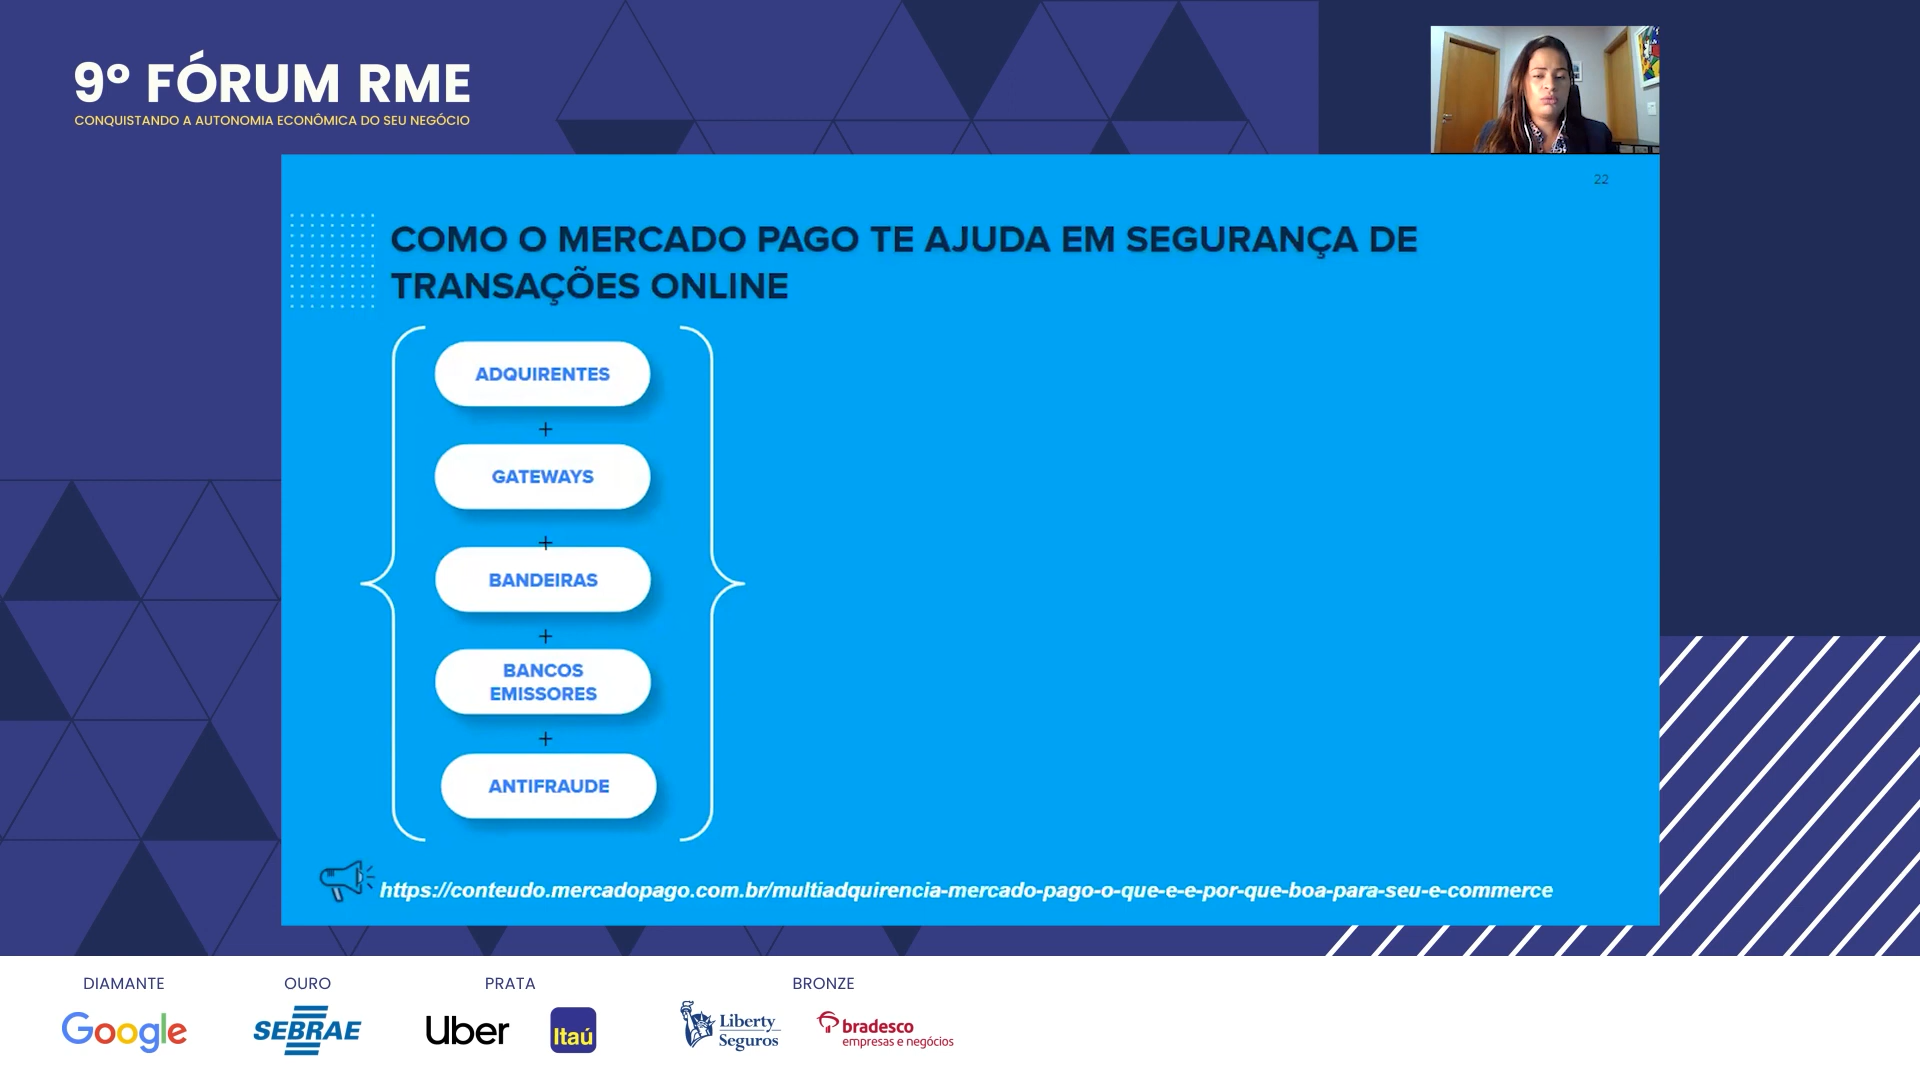 9º FÓRUM RME
CONQUISTANDO A AUTONOMIA ECONÔMICA DO SEU NEGÓCIO
22
COMO O MERCADO PAGO TE AJUDA EM SEGURANÇA DE
TRANSAÇÕES ONLINE
ADQUIRENTES
+
GATEWAYS
+
BANDEIRAS
+
BANCOS
EMISSORES
+
ANTIFRAUDE
https://conteudo.mercadopago.com.br/multiadquirencia-mercado-pago-o-que-e-e-por-que-boa-para-seu-e-commerce
DIAMANTE
OURO
PRATA
BRONZE
Google
SEBRAE
Uber
Itaú
Liberty
Seguros
bradesco
empresas e negócios